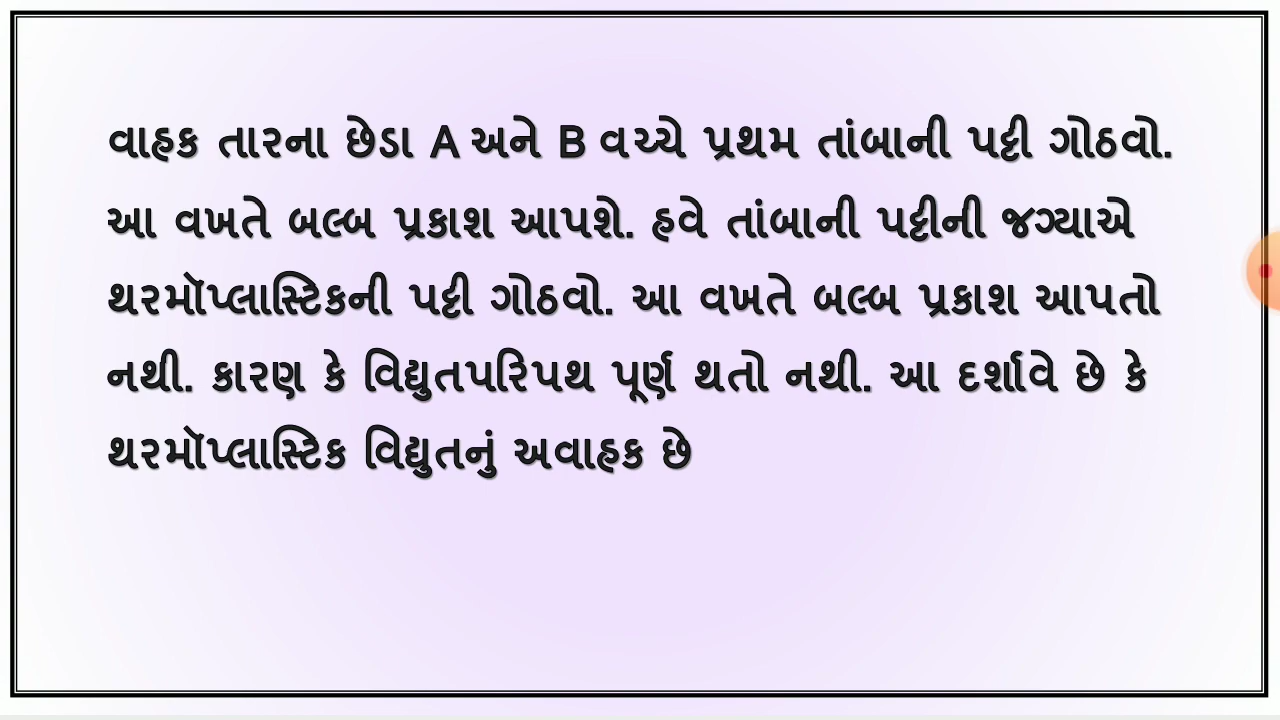 વાહક તારના છેડા A અને B વચ્ચે પ્રથમ તાંબાની પટ્ટી ગોઠવો.
આ વખતે બલ્બ પ્રકાશ આપશે. હવે તાંબાની પટ્ટીની જગ્યાએ
થરમૉપ્લાસ્ટિકની પટ્ટી ગોઠવો. આ વખતે બલ્બ પ્રકાશ આપતો
નથી. કારણ કે વિદ્યુતપરિપથ પૂર્ણ થતો નથી. આ દર્શાવે છે કે
થરમૉપ્લાસ્ટિક વિદ્યુતનું અવાહક છે